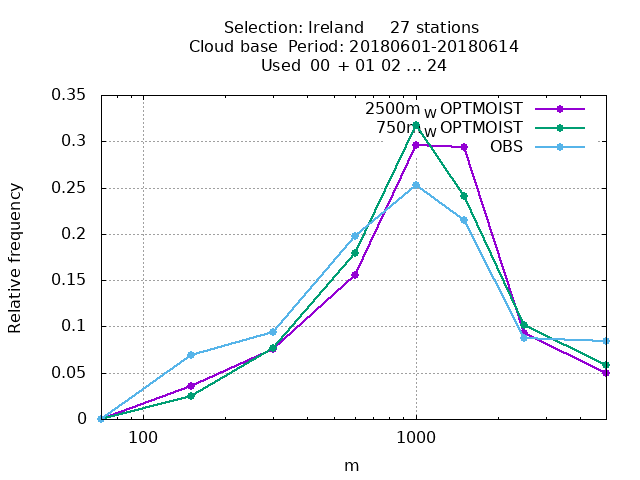 Selection: Ireland 27 stations
Cloud base Period: 20180601-20180614
Used 00 + 01 02 ... 24
0.35
0.3
0.25
0.2
0.15
0.1
0.05
0
100
1000
Relative frequency
m
2500m W OPTMOIST
750m W OPTMOIST
OBS